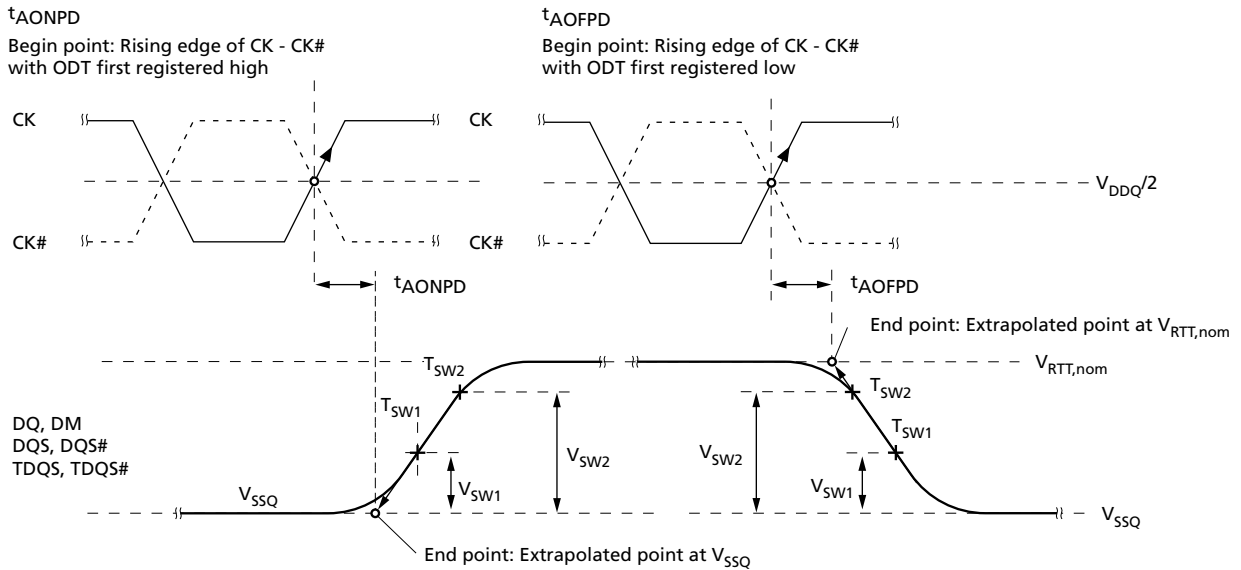 tAONPD
Begin point: Rising edge of CK - CK#
with ODT first registered high
tAOFPD
Begin point: Rising edge of CK - CK#
with ODT first registered low
CK
CK
VDDQ/2
CK#
CK#
tAONPD
tAOFPD
End point: Extrapolated point at VRTT,nom
VRTT,nom
TSW2
TSW2
TSW1
TSW1
DQ, DM
DQS, DQS#
TDQS, TDQS#
VSW2
VSW2
VSW1
VSW1
VSSQ
VSSQ
End point: Extrapolated point at VSSQ